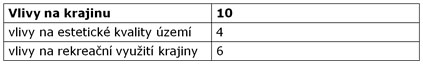 Vlivy na krajinu 10
vlivy na estetické kvality území 4
vlivy na rekreační využití krajiny 6